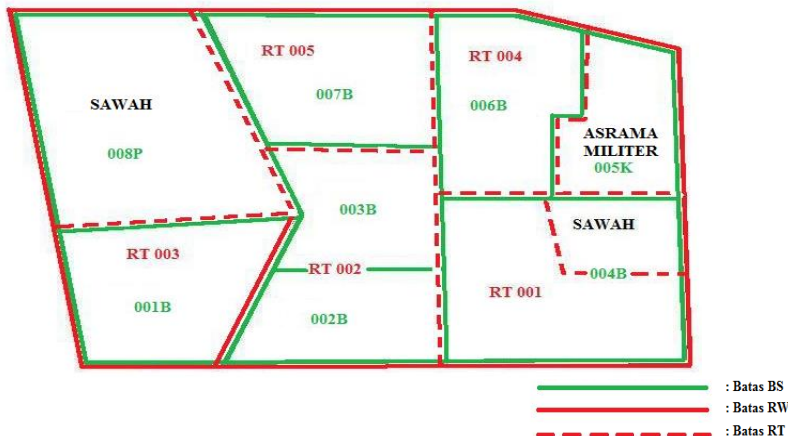 RT 005
RT 004
007B
006B
SAWAH
008P
ASRAMA
MILITER
005K
003B
SAWAH
RT 003
RT 002
004B
RT 001
001B
002B
: Batas BS
: Batas RW
: Batas RT